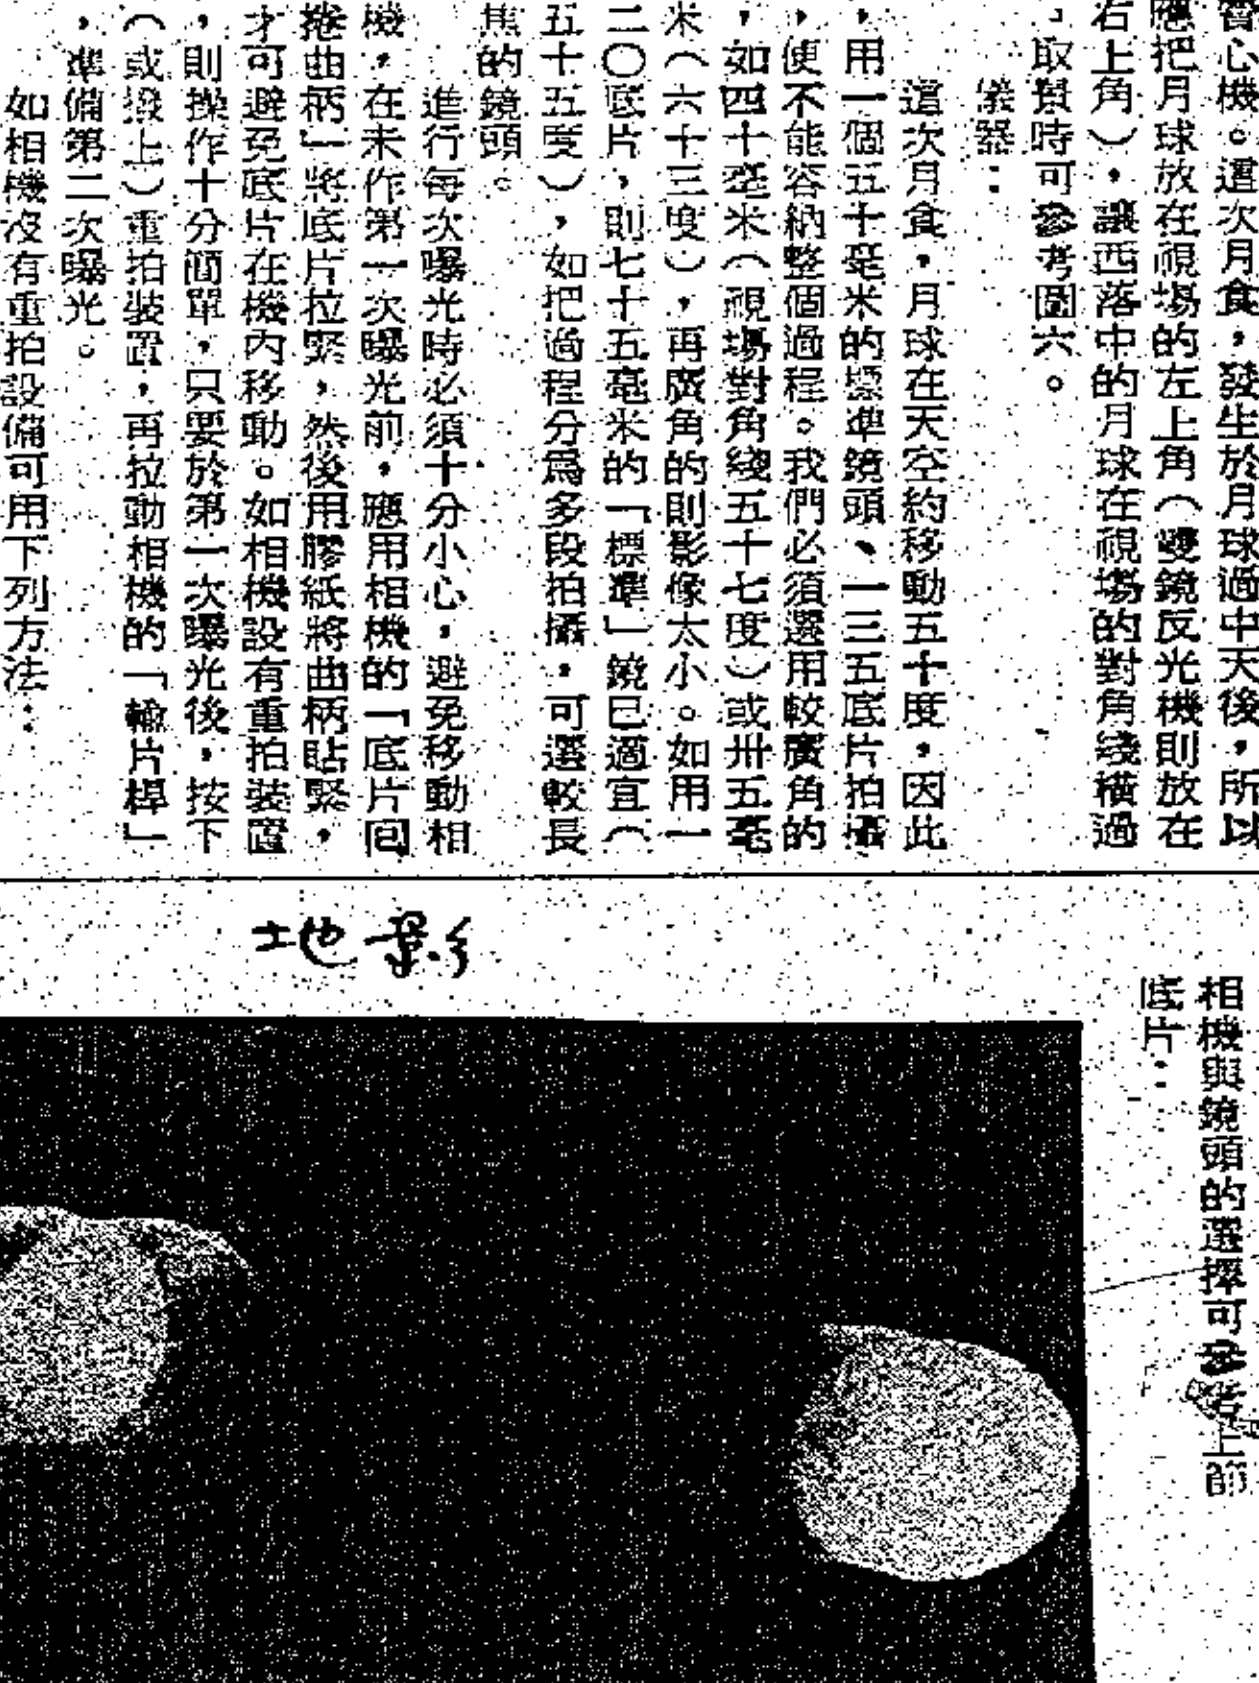 心機。這次月食，發生於月球過中天後，所以
應把月球放在視場的左上角（雙鏡反光機則放在
右上角），讓西落中的月球在視場的對角綫橫過
，取景時可參考圖六。
儀器：
這次月食，月球在天空約移動五十度，因此
，用一個五十毫米的標準鏡頭、一三五底片拍攝
，便不能容納整個過程。我們必須選用較廣角的
，如四十毫米（視場對角綫五十七度）或卅五毫
米（六十三度），再廣角的則影像太小。如用一
二〇底片，則七十五毫米的「標準」鏡已適宜（
五十五度），如把過程分爲多段拍攝，可選較長
焦的鏡頭。
進行每次曝光時必須十分小心，避免移動相
機，在未作第一次曝光前，應用相機的「底片回
捲曲柄」將底片拉緊，然後用膠紙將曲柄貼緊，
才可避免底片在機內移動。如相機設有重拍裝置
，則操作十分簡單，只要於第一次曝光後，按下
（或撥上）重拍裝置，再拉動相機的「輸片桿」
，準備第二次曝光。
如相機沒有重拍設備可用下列方法：
相機與鏡頭的選擇可參考上節
底片：
地影